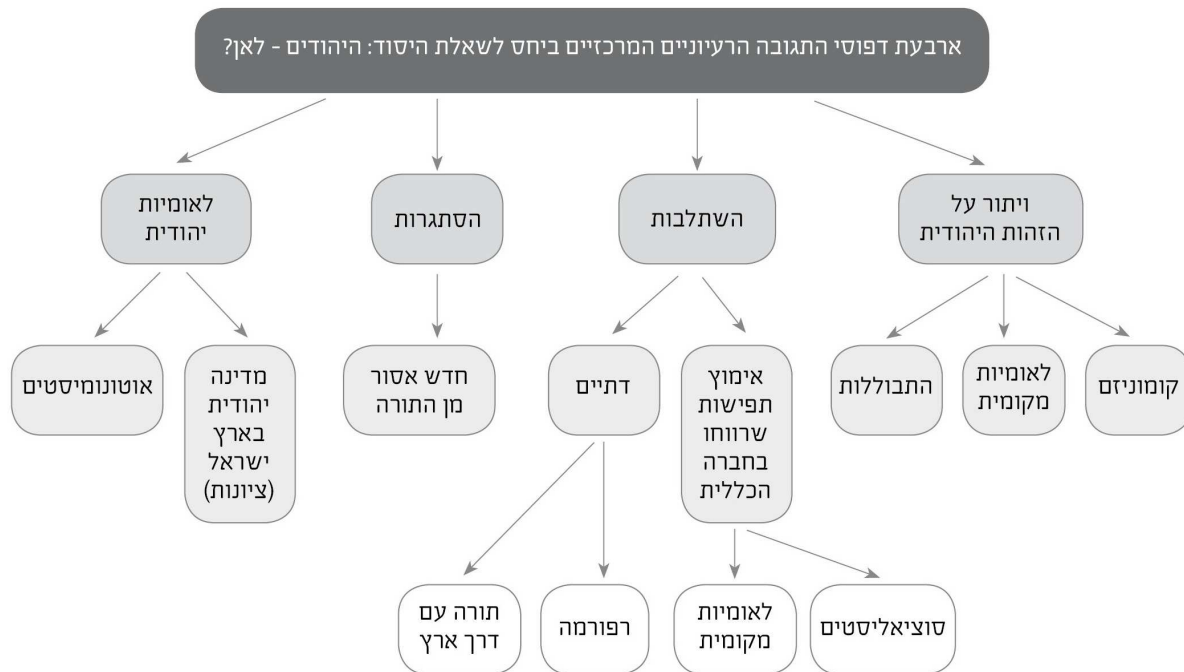 ארבעת דפוסי התגובה הרעיוניים המרכזיים ביחס לשאלת היסוד: היהודים - לאן?
ויתור על
הזהות היהודית
השתלבות
הסתגרות
לאומיות
יהודית
קומוניזם
לאומיות
מקומית
התבוללות
אימוץ
תפישות
שרווחו
בחברה
הכללית
דתיים
חדש אסור
מן התורה
מדינה
יהודית
בארץ
ישראל
(ציונות)
אוטונומיסטים
סוציאליסטים
לאומיות
מקומית
רפורמה
תורה עם
דרך ארץ